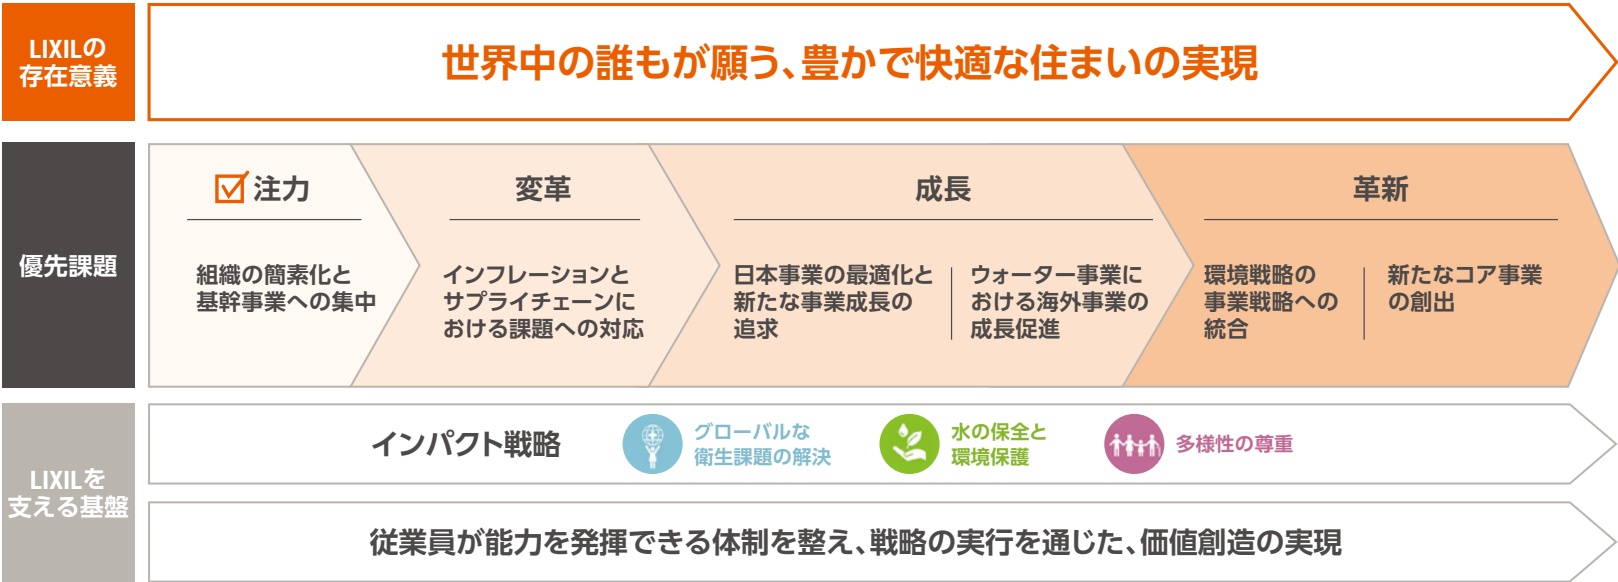 LIXILの
存在意義
世界中の誰もが願う、豊かで快適な住まいの実現
優先課題
注力
組織の簡素化と
基幹事業への集中
変革
インフレーションと
サプライチェーンに
おける課題への対応
成長
日本事業の最適化と
新たな事業成長の
追求
ウォーター事業に
おける海外事業の
成長促進
革新
環境戦略の
事業戦略への
統合
新たなコア事業
の創出
LIXILを
支える基盤
インパクト戦略
グローバルな
衛生課題の解決
水の保全と
環境保護
多様性の尊重
従業員が能力を発揮できる体制を整え、戦略の実行を通じた、価値創造の実現